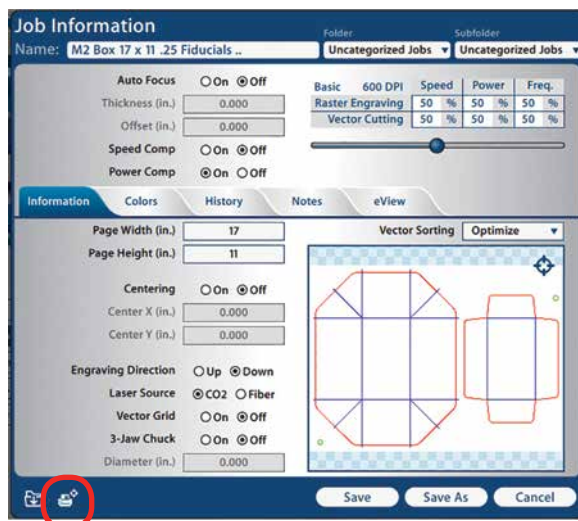 Job Information
Folder
Subfolder
Name: M2 Box 17 x 11 .25 Fiducials ..
Uncategorized Jobs
Uncategorized Jobs
Auto Focus On Off
Thickness (in.) 0.000
Offset (in.) 0.000
Speed Comp On Off
Power Comp On Off
Basic 600 DPI Speed Power Freq.
Raster Engraving 50 % 50 % 50 %
Vector Cutting 50 % 50 % 50 %
Information Colors History Notes eView
Page Width (in.) 17
Page Height (in.) 11
Centering On Off
Center X (in.) 0.000
Center Y (in.) 0.000
Engraving Direction Up Down
Laser Source CO2 Fiber
Vector Grid On Off
3-Jaw Chuck On Off
Diameter (in.) 0.000
Vector Sorting Optimize
Save Save As Cancel